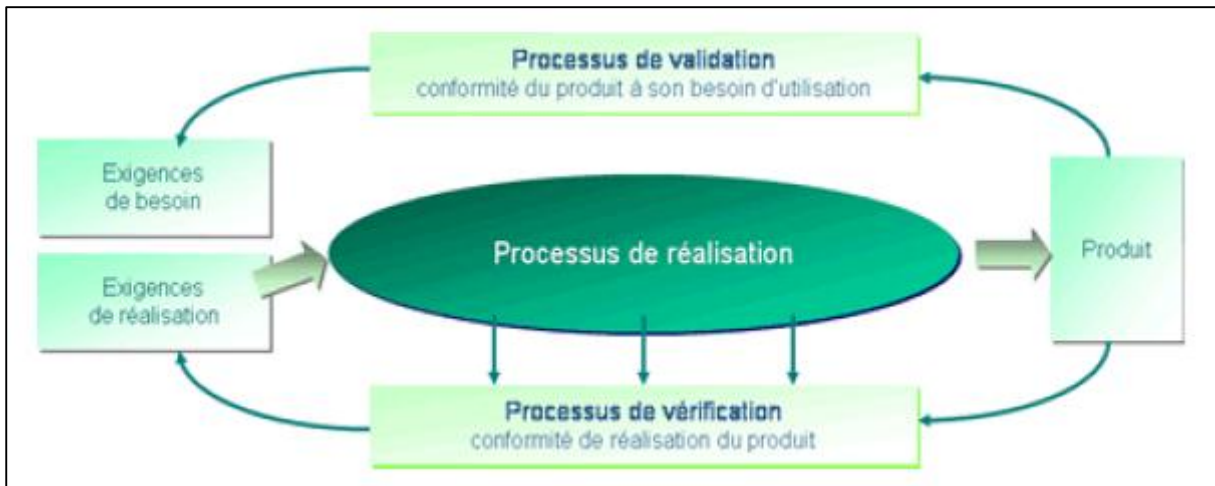 Processus de validation
conformité du produit à son besoin d'utilisation
Exigences
de besoin
Processus de réalisation
Produit
Exigences
de réalisation
Processus de vérification
conformité de réalisation du produit